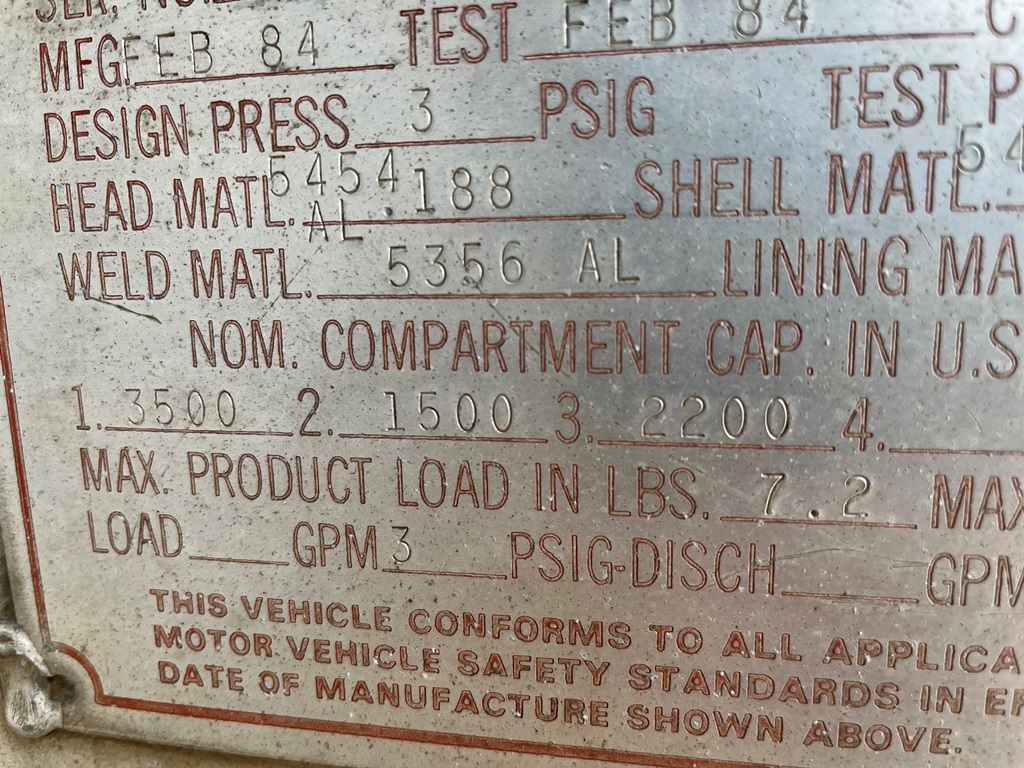 SER. NO.
MFG. FEB 84 TEST FEB 84 C
DESIGN PRESS. 3 PSIG TEST P
HEAD MATL. 5454 AL .188 SHELL MATL. 54
WELD MATL. 5356 AL LINING MA
NOM. COMPARTMENT CAP. IN U.S
1. 3500 2. 1500 3. 2200 4.
MAX. PRODUCT LOAD IN LBS. 7.2 MAX
LOAD GPM 3 PSIG-DISCH GPM
THIS VEHICLE CONFORMS TO ALL APPLICA
MOTOR VEHICLE SAFETY STANDARDS IN EF
DATE OF MANUFACTURE SHOWN ABOVE.